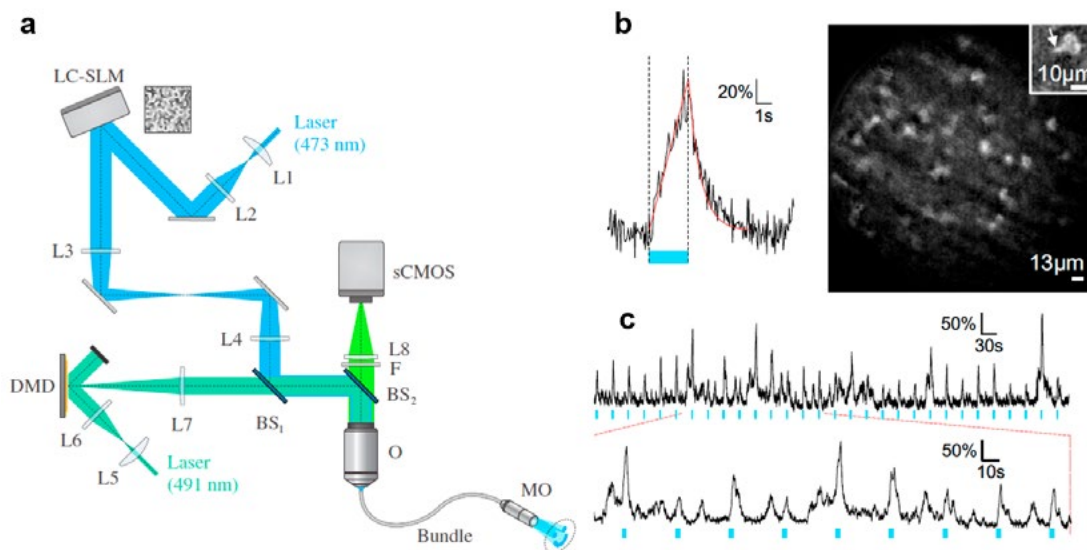 a
LC-SLM
Laser
(473 nm)
L1
L2
L3
sCMOS
L4
L8
F
DMD
BS1
BS2
L7
L6
O
L5
Laser
(491 nm)
MO
Bundle
b
20%
1s
10µm
13µm
c
50%
30s
50%
10s